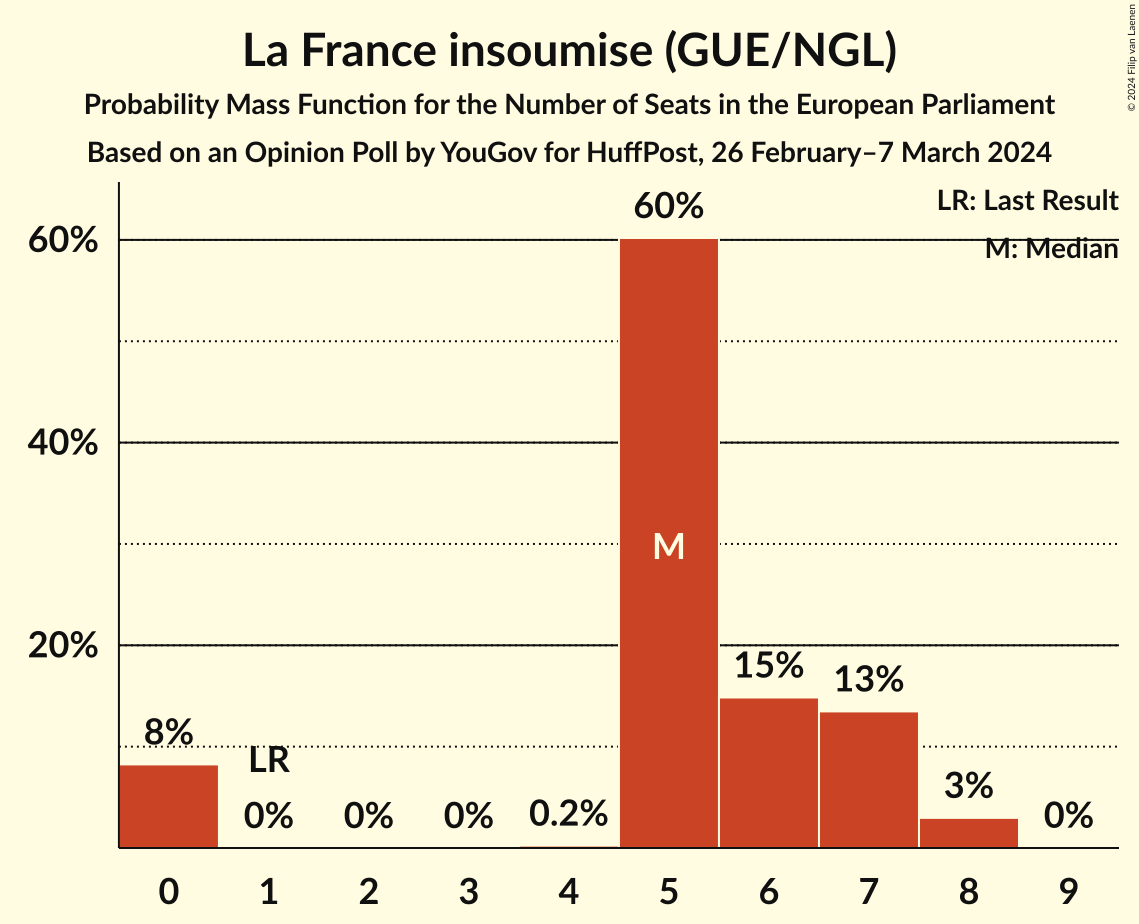 La France insoumise (GUE/NGL)
Probability Mass Function for the Number of Seats in the European Parliament
Based on an Opinion Poll by YouGov for HuffPost, 26 February–7 March 2024
© 2024 Filip van Laenen
LR: Last Result
M: Median
60%
40%
20%
8%
LR
0%
0%
0%
0.2%
60%
M
15%
13%
3%
0%
0 1 2 3 4 5 6 7 8 9